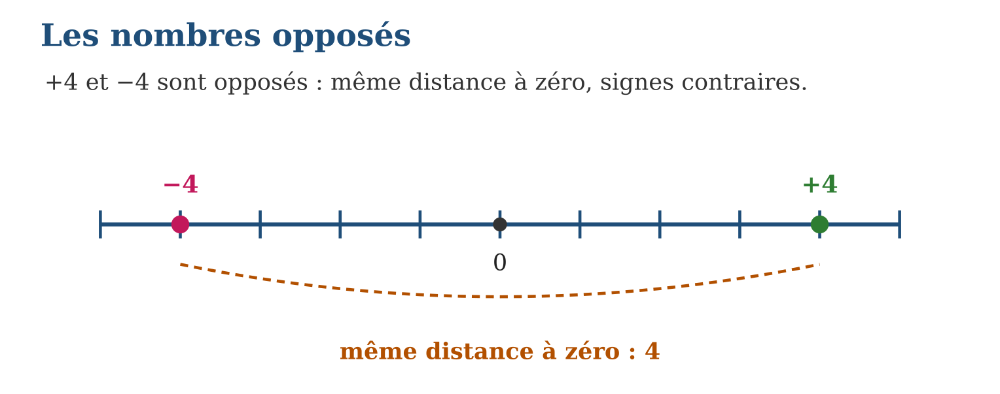 Les nombres opposés
+4 et −4 sont opposés : même distance à zéro, signes contraires.
−4
+4
0
même distance à zéro : 4